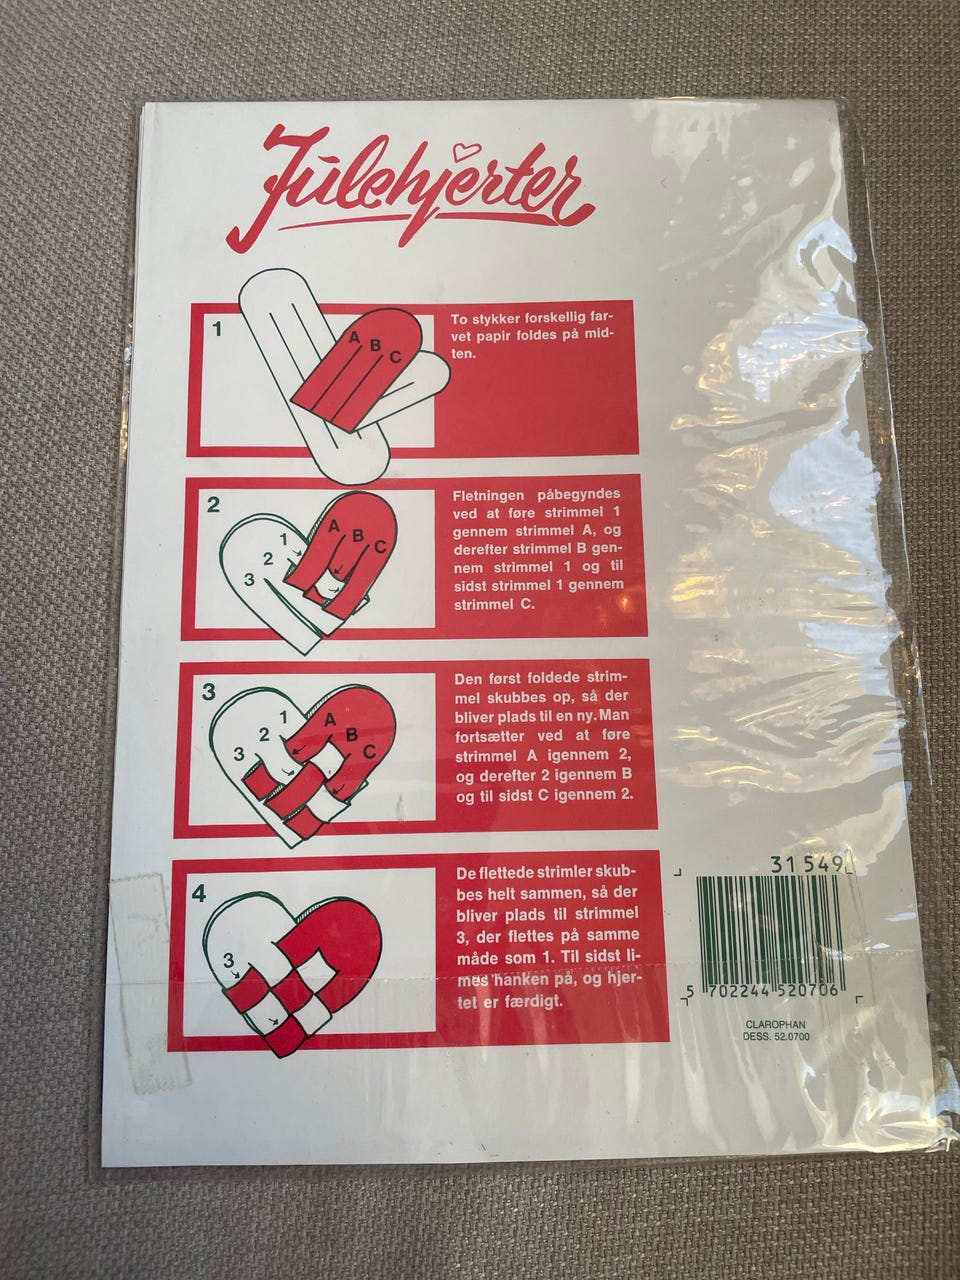 Julehjerter
1
A
B
C
To stykker forskellig far-
vet papir foldes på mid-
ten.
2
1
2
3
A
B
C
Fletningen påbegyndes
ved at føre strimmel 1
gennem strimmel A, og
derefter strimmel B gen-
nem strimmel 1 og til
sidst strimmel 1 gennem
strimmel C.
3
1
2
3
A
B
C
Den først foldede strim-
mel skubbes op, så der
bliver plads til en ny. Man
fortsætter ved at føre
strimmel A igennem 2,
og derefter 2 igennem B
og til sidst C igennem 2.
4
3
De flettede strimler skub-
bes helt sammen, så der
bliver plads til strimmel
3, der flettes på samme
måde som 1. Til sidst li-
mes hanken på, og hjer-
tet er færdigt.
31 549
5 702244 520706
CLAROPHAN
DESS. 52.0700